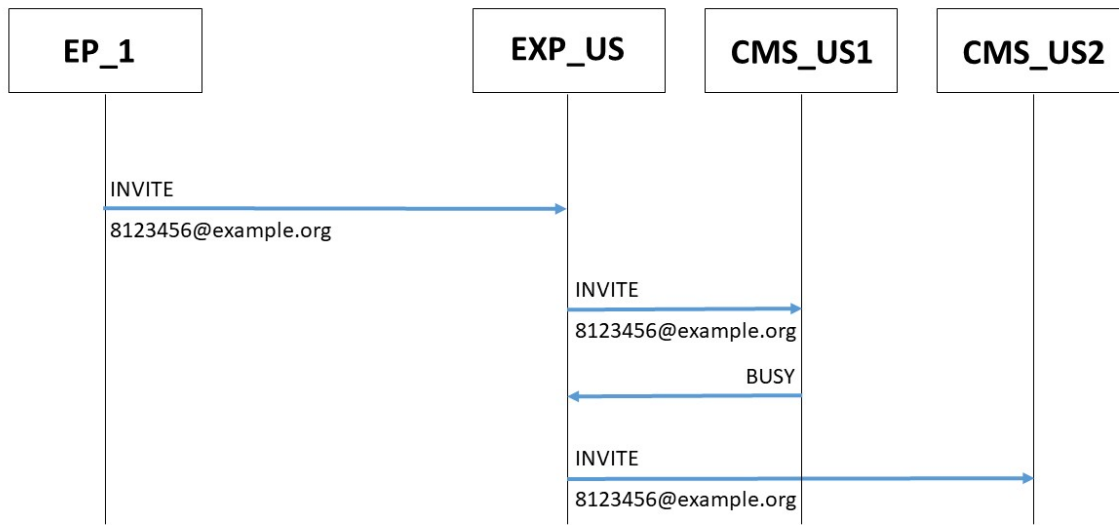 EP_1
EXP_US
CMS_US1
CMS_US2
INVITE
8123456@example.org
INVITE
8123456@example.org
BUSY
INVITE
8123456@example.org